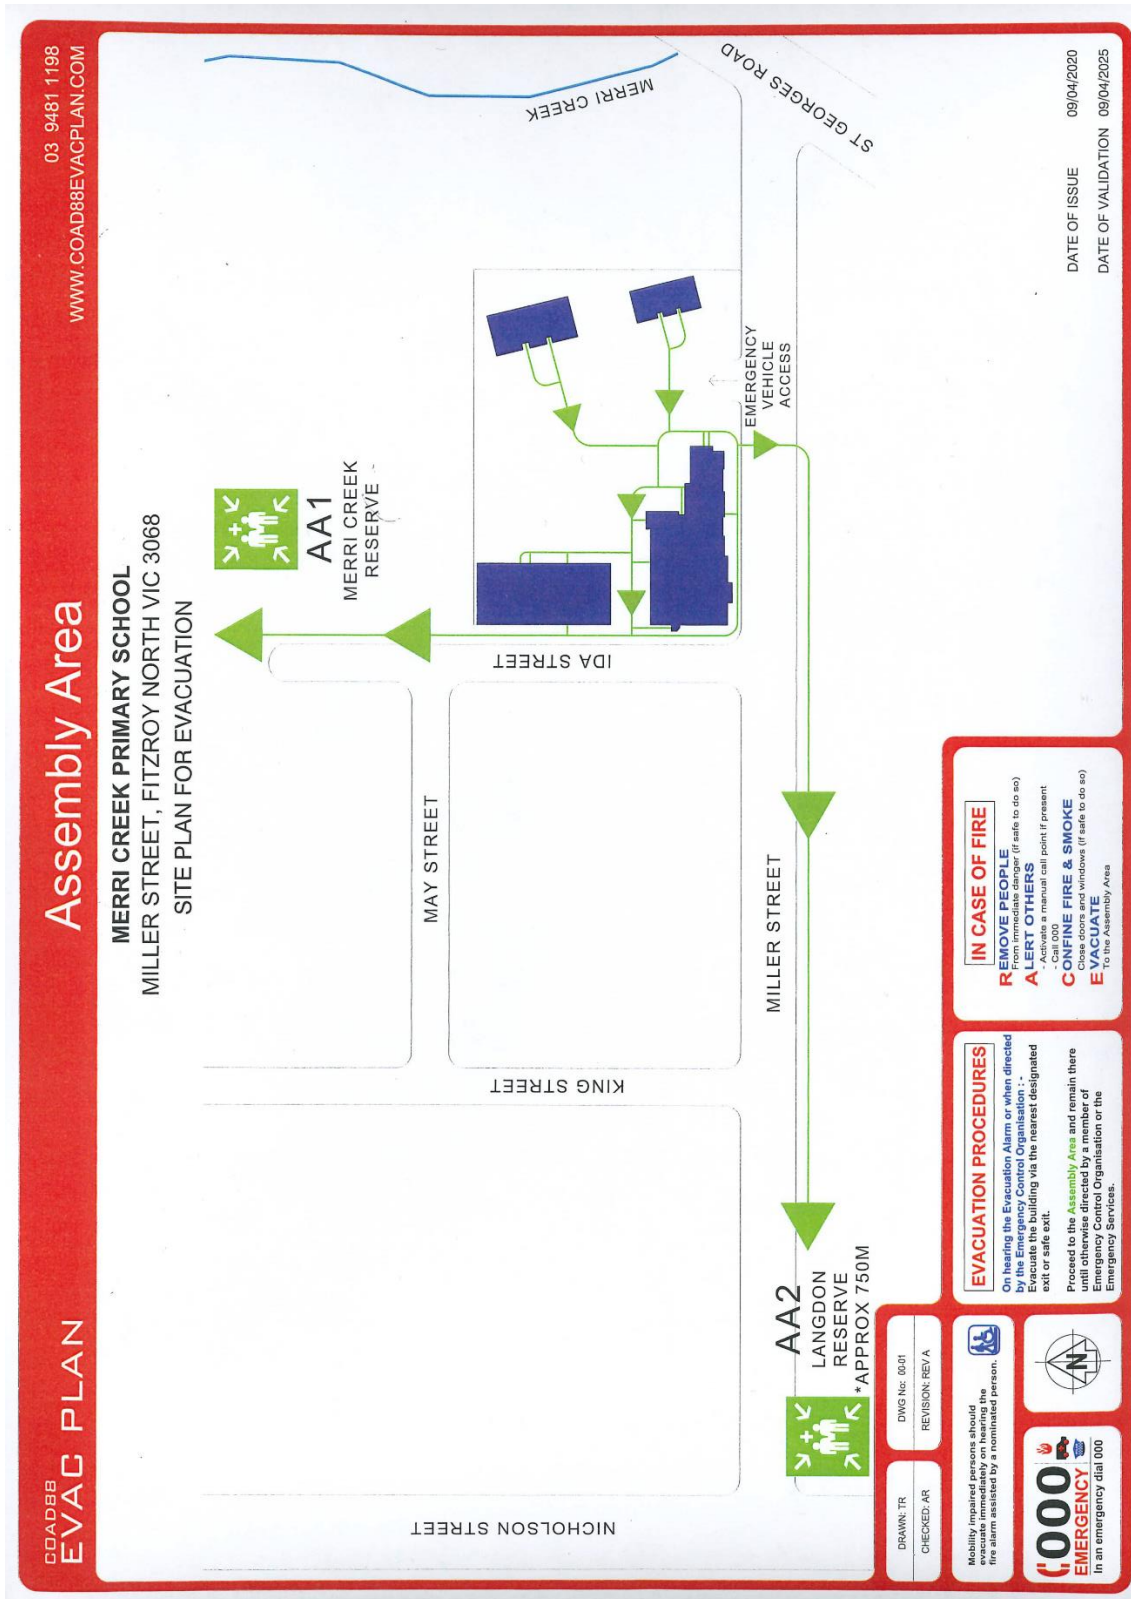 COAD88
EVAC PLAN
Assembly Area
03 9481 1198
WWW.COAD88EVACPLAN.COM
MERRI CREEK PRIMARY SCHOOL
MILLER STREET, FITZROY NORTH VIC 3068
SITE PLAN FOR EVACUATION
AA1
MERRI CREEK
RESERVE
MERRI CREEK
ST GEORGES ROAD
EMERGENCY
VEHICLE
ACCESS
IDA STREET
MAY STREET
KING STREET
MILLER STREET
NICHOLSON STREET
AA2
LANGDON
RESERVE
*APPROX 750M
DRAWN: TR
DWG No: 00-01
CHECKED: AR
REVISION: REV A
Mobility impaired persons should
evacuate immediately on hearing the
fire alarm assisted by a nominated person.
000
EMERGENCY
In an emergency dial 000
N
EVACUATION PROCEDURES
On hearing the Evacuation Alarm or when directed
by the Emergency Control Organisation : -
Evacuate the building via the nearest designated
exit or safe exit.
Proceed to the Assembly Area and remain there
until otherwise directed by a member of
Emergency Control Organisation or the
Emergency Services.
IN CASE OF FIRE
REMOVE PEOPLE
From immediate danger (if safe to do so)
ALERT OTHERS
- Activate a manual call point if present
- Call 000
CONFINE FIRE & SMOKE
Close doors and windows (if safe to do so)
EVACUATE
To the Assembly Area
DATE OF ISSUE 09/04/2020
DATE OF VALIDATION 09/04/2025